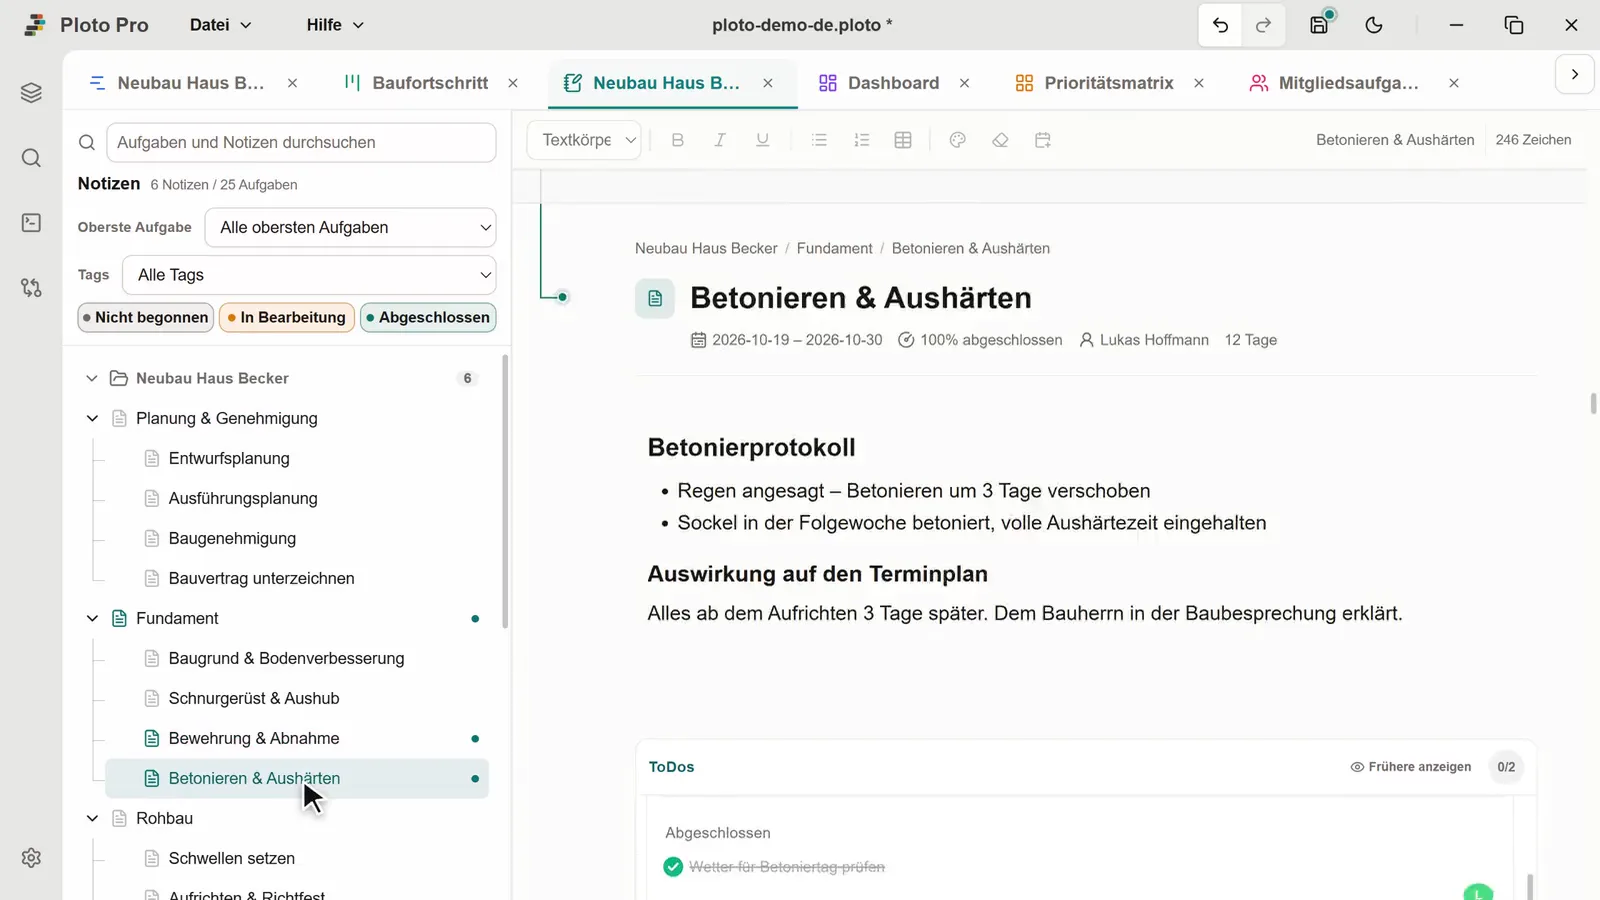 Ploto Pro
Datei
Hilfe
ploto-demo-de.ploto *
Neubau Haus B...
Baufortschritt
Neubau Haus B...
Dashboard
Prioritätsmatrix
Mitgliedsaufga...
Aufgaben und Notizen durchsuchen
Notizen 6 Notizen / 25 Aufgaben
Oberste Aufgabe Alle obersten Aufgaben
Tags Alle Tags
Nicht begonnen
In Bearbeitung
Abgeschlossen
Neubau Haus Becker 6
Planung & Genehmigung
Entwurfsplanung
Ausführungsplanung
Baugenehmigung
Bauvertrag unterzeichnen
Fundament
Baugrund & Bodenverbesserung
Schnurgerüst & Aushub
Bewehrung & Abnahme
Betonieren & Aushärten
Rohbau
Schwellen setzen
Aufrichten & Richtfest
Textkörpe
B I U
Betonieren & Aushärten
246 Zeichen
Neubau Haus Becker / Fundament / Betonieren & Aushärten
Betonieren & Aushärten
2026-10-19 – 2026-10-30 100% abgeschlossen Lukas Hoffmann 12 Tage
Betonierprotokoll
• Regen angesagt – Betonieren um 3 Tage verschoben
• Sockel in der Folgewoche betoniert, volle Aushärtezeit eingehalten
Auswirkung auf den Terminplan
Alles ab dem Aufrichten 3 Tage später. Dem Bauherrn in der Baubesprechung erklärt.
ToDos
Frühere anzeigen
0/2
Abgeschlossen
Wetter für Betoniertag prüfen
L